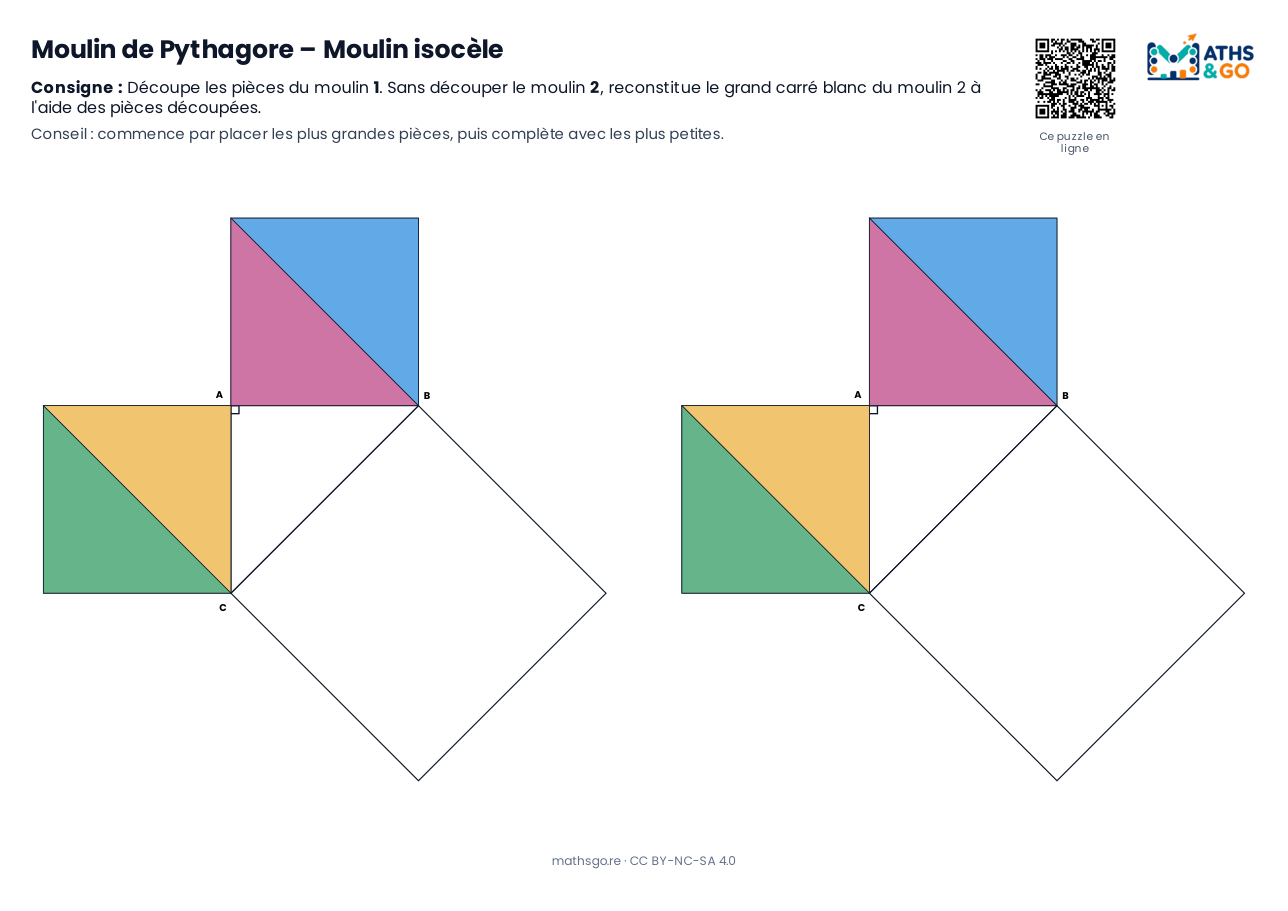 Moulin de Pythagore – Moulin isocèle
Consigne : Découpe les pièces du moulin 1. Sans découper le moulin 2, reconstitue le grand carré blanc du moulin 2 à
l'aide des pièces découpées.
Conseil : commence par placer les plus grandes pièces, puis complète avec les plus petites.
ATHS
&GO
Ce puzzle en
ligne
A
B
C
A
B
C
mathsgo.re · CC BY-NC-SA 4.0